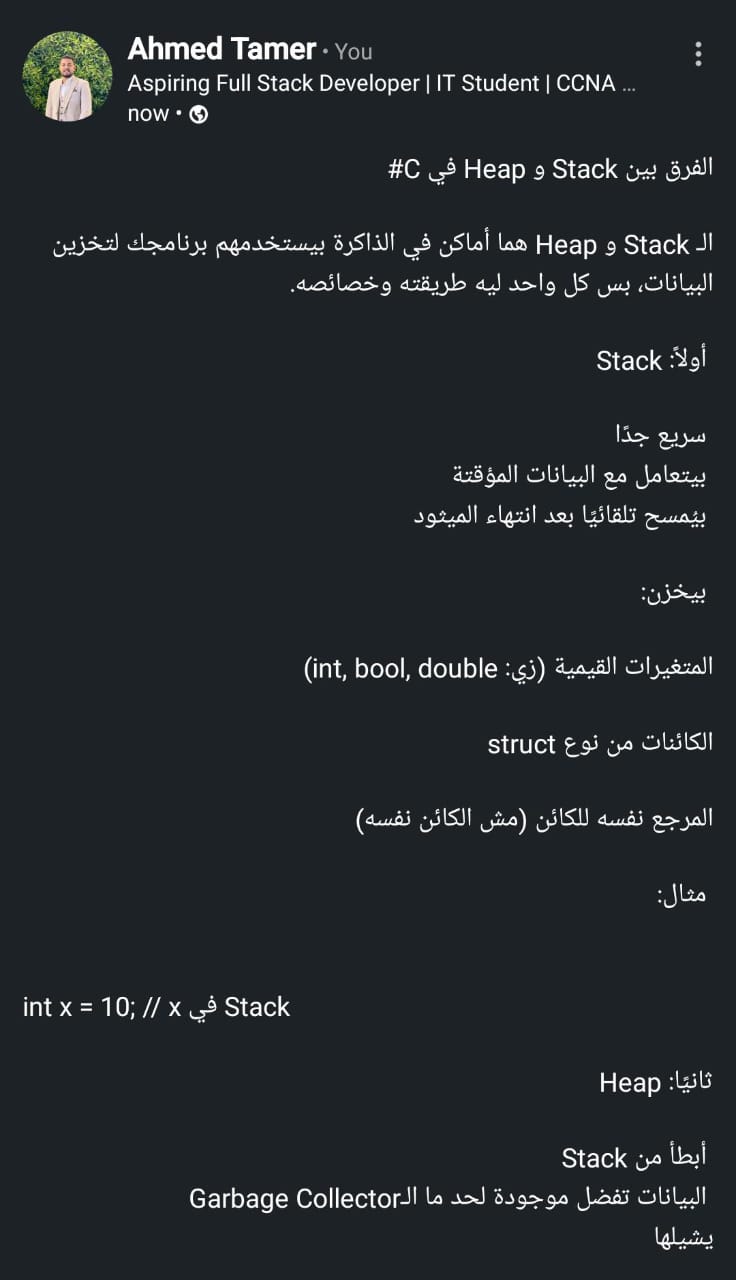 Ahmed Tamer • You
Aspiring Full Stack Developer | IT Student | CCNA ...
now •
الفرق بين Stack و Heap في C#
الـ Stack و Heap هما أماكن في الذاكرة بيستخدمهم برنامجك لتخزين
البيانات، بس كل واحد ليه طريقته وخصائصه.
أولاً: Stack
سريع جدًا
بيتعامل مع البيانات المؤقتة
بيُمسح تلقائيًا بعد انتهاء الميثود
بيخزن:
المتغيرات القيمية (زي: int, bool, double)
الكائنات من نوع struct
المرجع نفسه للكائن (مش الكائن نفسه)
مثال:
int x = 10; // x في Stack
ثانيًا: Heap
أبطأ من Stack
البيانات تفضل موجودة لحد ما الـGarbage Collector
يشيلها